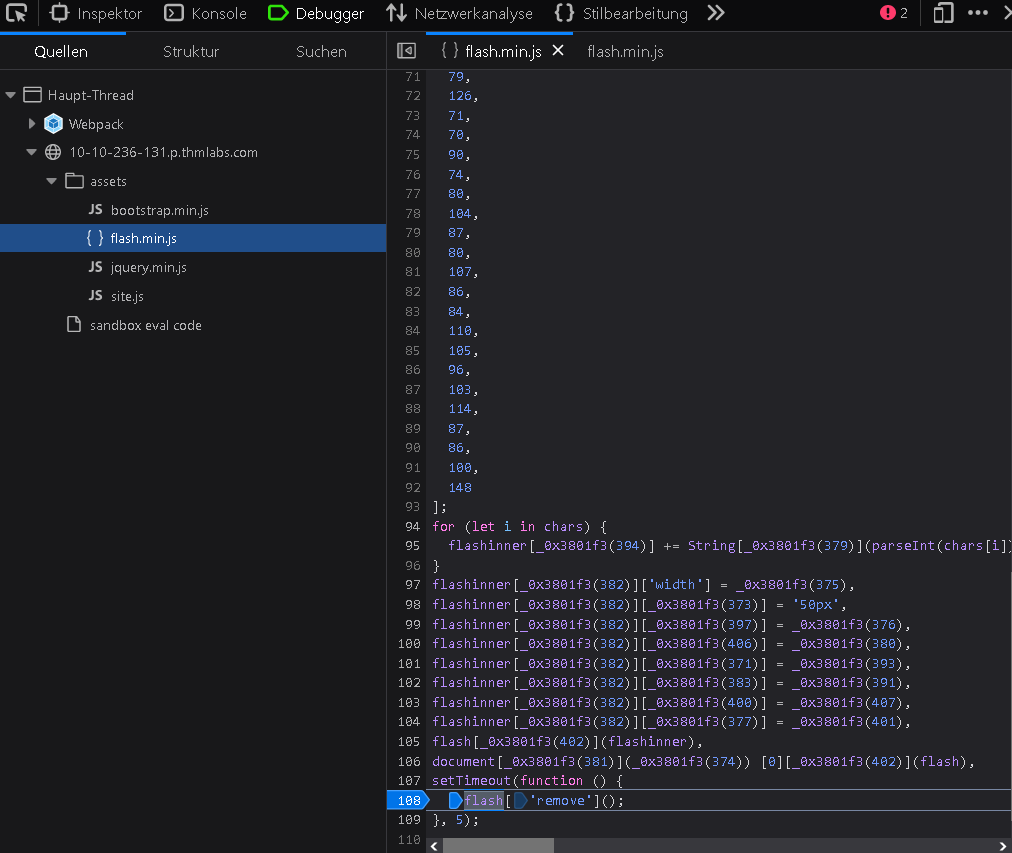 Inspektor Konsole Debugger Netzwerkanalyse {} Stilbearbeitung 2
Quellen Struktur Suchen
Haupt-Thread
Webpack
10-10-236-131.p.thmlabs.com
assets
JS bootstrap.min.js
{ } flash.min.js
JS jquery.min.js
JS site.js
sandbox eval code
{ } flash.min.js flash.min.js
71 79,
72 126,
73 71,
74 70,
75 90,
76 74,
77 80,
78 104,
79 87,
80 80,
81 107,
82 86,
83 84,
84 110,
85 105,
86 96,
87 103,
88 114,
89 87,
90 86,
91 100,
92 148
93 ];
94 for (let i in chars) {
95 flashinner[_0x3801f3(394)] += String[_0x3801f3(379)](parseInt(chars[i])
96 }
97 flashinner[_0x3801f3(382)]['width'] = _0x3801f3(375),
98 flashinner[_0x3801f3(382)][_0x3801f3(373)] = '50px',
99 flashinner[_0x3801f3(382)][_0x3801f3(397)] = _0x3801f3(376),
100 flashinner[_0x3801f3(382)][_0x3801f3(406)] = _0x3801f3(380),
101 flashinner[_0x3801f3(382)][_0x3801f3(371)] = _0x3801f3(393),
102 flashinner[_0x3801f3(382)][_0x3801f3(383)] = _0x3801f3(391),
103 flashinner[_0x3801f3(382)][_0x3801f3(400)] = _0x3801f3(407),
104 flashinner[_0x3801f3(382)][_0x3801f3(377)] = _0x3801f3(401),
105 flash[_0x3801f3(402)](flashinner),
106 document[_0x3801f3(381)](_0x3801f3(374)) [0][_0x3801f3(402)](flash),
107 setTimeout(function () {
108 flash['remove']();
109 }, 5);
110